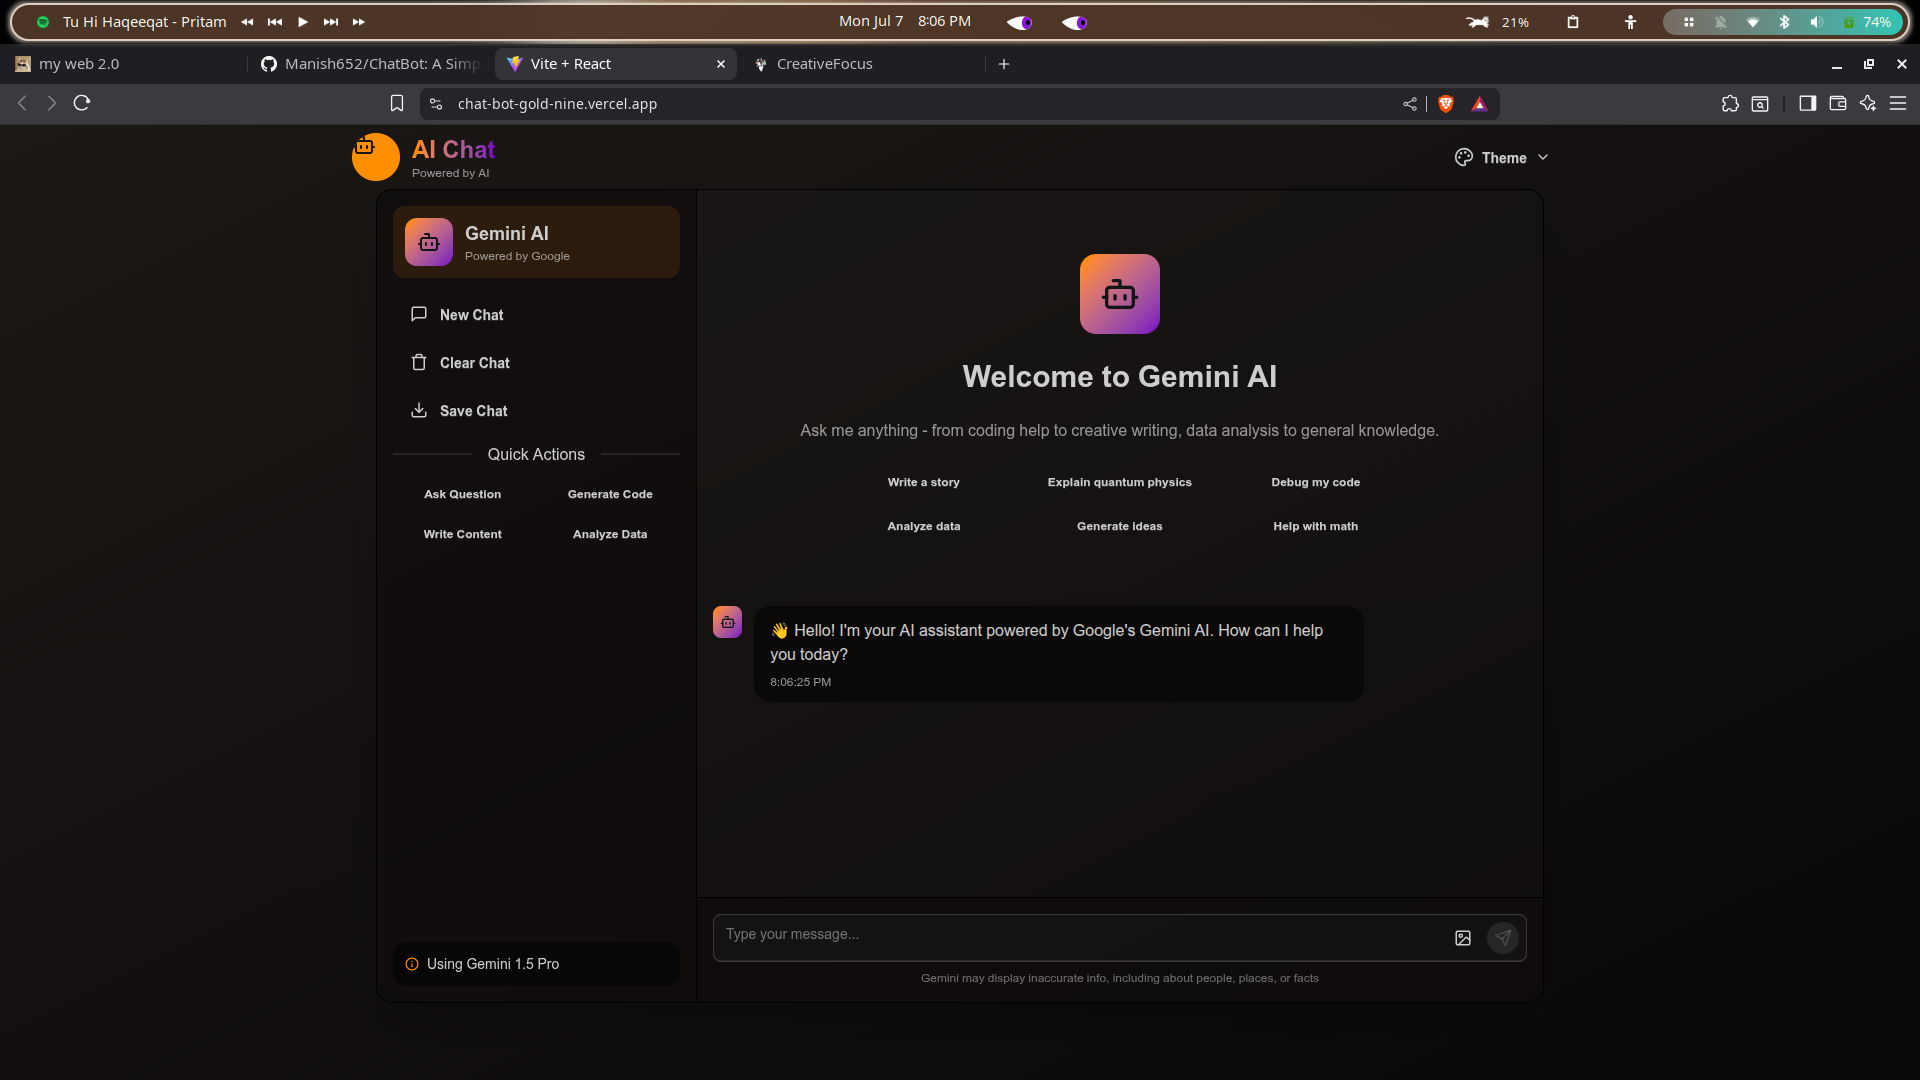 Tu Hi Haqeeqat - Pritam
Mon Jul 7 8:06 PM
21%
74%
my web 2.0
Manish652/ChatBot: A Simp
Vite + React
CreativeFocus
chat-bot-gold-nine.vercel.app
AI Chat
Powered by AI
Theme
Gemini AI
Powered by Google
New Chat
Clear Chat
Save Chat
Quick Actions
Ask Question
Generate Code
Write Content
Analyze Data
Using Gemini 1.5 Pro
Welcome to Gemini AI
Ask me anything - from coding help to creative writing, data analysis to general knowledge.
Write a story
Explain quantum physics
Debug my code
Analyze data
Generate ideas
Help with math
👋 Hello! I'm your AI assistant powered by Google's Gemini AI. How can I help
you today?
8:06:25 PM
Type your message...
Gemini may display inaccurate info, including about people, places, or facts